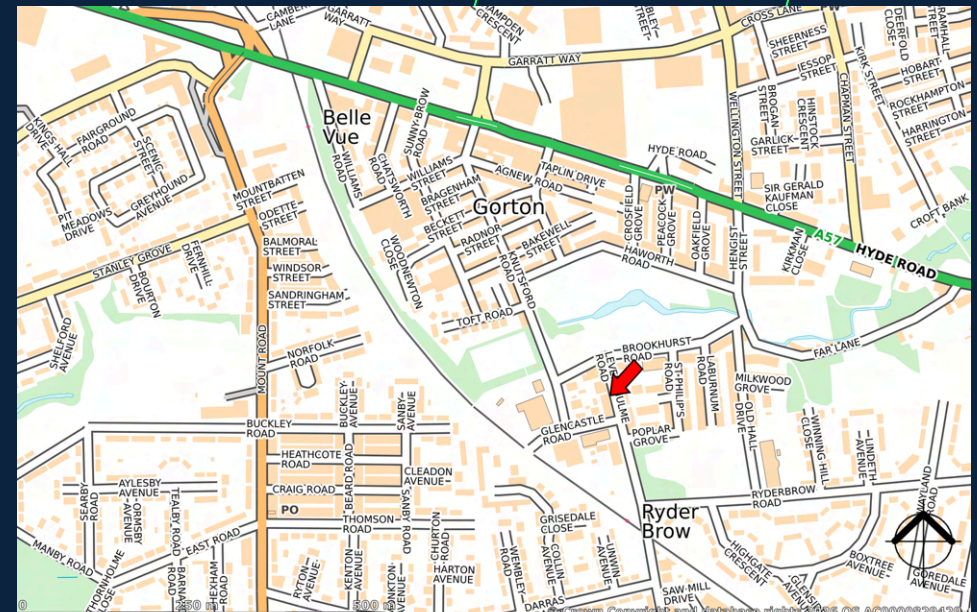 CAMBERT
LANE
GARRATT
WAY
HAMPDEN
CRESCENT
CROSS LANE
PW
GARRATT WAY
SHEERNESS
STREET
JESSOP
STREET
DEERFOLD
CLOSE
KIRK STREET
HOBART
STREET
ROCKHAMPTON
STREET
HARRINGTON
STREET
CHAPMAN STREET
BROGAN
STREET
HINSTOCK
CRESCENT
GARLICK
STREET
WELLINGTON STREET
KINGS HALL
DRIVE
FAIRGROUND
ROAD
SCENIC
STREET
GREYHOUND
AVENUE
PIT
MEADOWS
DRIVE
Belle
Vue
SUNNY BROW
ROAD
WILLIAMS
ROAD
CHATSWORTH
ROAD
WILLIAMS
STREET
BRAGENHAM
STREET
BECKETT
STREET
RADNOR
STREET
BAKEWELL
STREET
AGNEW ROAD
TAPLIN DRIVE
Gorton
HYDE ROAD
PW
CROSFIELD
GROVE
PEACOCK
GROVE
OAKFIELD
GROVE
HENGIST
STREET
SIR GERALD
KAUFMAN
CLOSE
KIRKMAN
CLOSE
A57
HYDE ROAD
CROFT BANK
MOUNTBATTEN
STREET
ODETTE
STREET
BALMORAL
STREET
WINDSOR
STREET
SANDRINGHAM
STREET
STANLEY GROVE
FERNHILL
DRIVE
BOURTON
DRIVE
SHELFORD
AVENUE
WOODNEWTON
CLOSE
KNUTSFORD
ROAD
HAWORTH
ROAD
TOFT ROAD
FAR LANE
MOUNT ROAD
NORFOLK
ROAD
BROOKHURST
ROAD
ROAD
ST PHILIP'S
ROAD
LABURNUM
ROAD
MILKWOOD
GROVE
OLD HALL
DRIVE
WINNING HILL
CLOSE
LINDETH
AVENUE
GLENCASTLE
ROAD
POPLAR
GROVE
BUCKLEY
ROAD
BUCKLEY
AVENUE
SANBY
AVENUE
HEATHCOTE
ROAD
BEARD ROAD
CRAIG ROAD
CLEADON
AVENUE
SANBY ROAD
PO
THOMSON
ROAD
AYLESBY
AVENUE
SEARBY
ROAD
ORMSBY
AVENUE
TEALBY ROAD
EAST ROAD
MANBY ROAD
THORNHOLME
CLOSE
HEXHAM
ROAD
RYTON
AVENUE
KENTON
AVENUE
CHURTON
ROAD
HARTON
AVENUE
WEMBLEY
ROAD
GRISEDALE
CLOSE
COLLIN
AVENUE
UNWIN
AVENUE
DARRAS
Ryder
Brow
RYDERBROW
ROAD
WAYLAND
ROAD
HIGHGATE
CRESCENT
BOXTREE
AVENUE
GOREDALE
AVENUE
SAW MILL
DRIVE
0
250 m
500 m